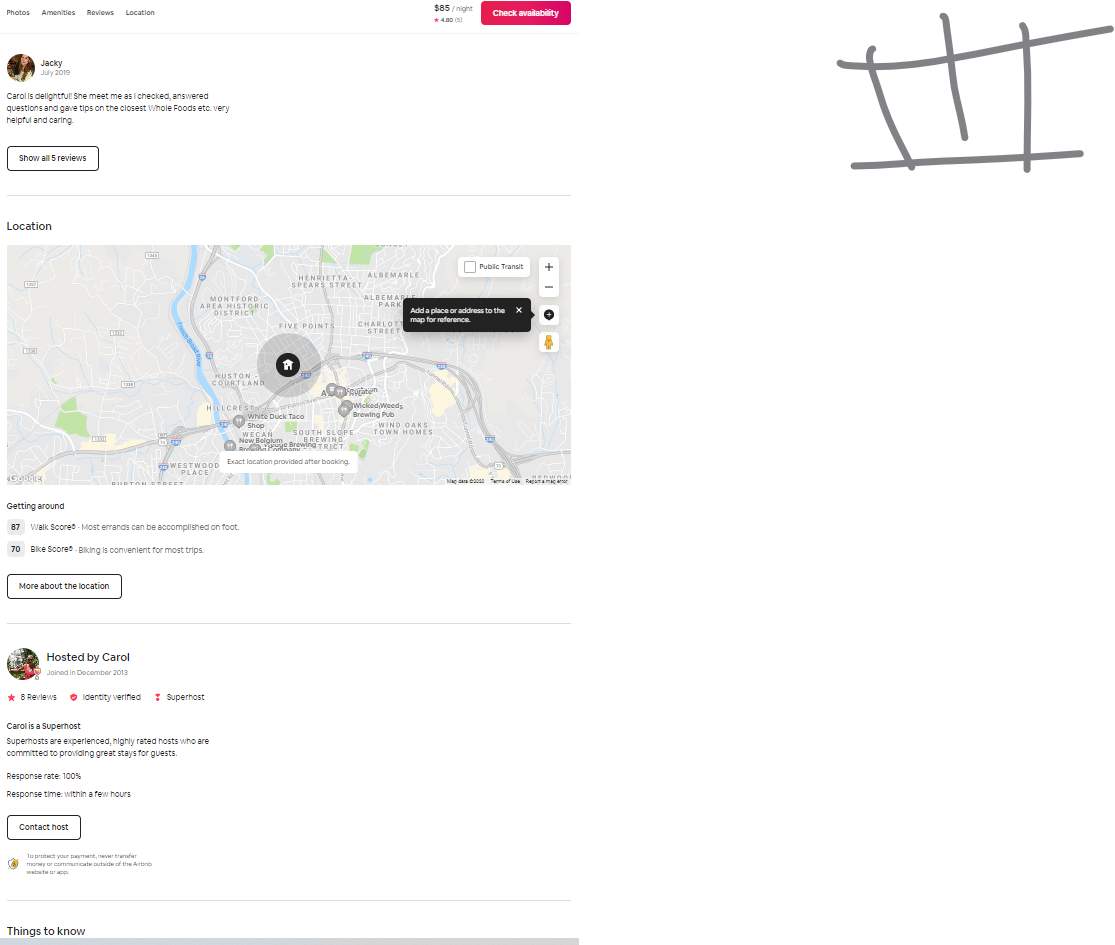 Photos Amenities Reviews Location
$85 / night
★ 4.80 (5)
Check availability
Jacky
July 2019
Carol is delightful! She meet me as I checked, answered
questions and gave tips on the closest Whole Foods etc. very
helpful and caring.
Show all 5 reviews
Location
Public Transit
Add a place or address to the
map for reference.
HENRIETTA-
SPEARS STREET
ALBEMARLE
ALBEMARLE
PARK
MONTFORD
AREA HISTORIC
DISTRICT
FIVE POINTS
CHARLOTTE
STREET
French Broad River
HUSTON -
COURTLAND
HILLCREST
White Duck Taco
Shop
WECAN
Wicked Weeds
Brewing Pub
WIND OAKS
TOWN HOMES
SOUTH SLOPE
BREWING
DISTRICT
New Belgium
Brewing Company
WESTWOOD
PLACE
BURTON STREET
Exact location provided after booking.
Google
Map data ©2020 Terms of Use Report a map error
Getting around
87 Walk Score® · Most errands can be accomplished on foot.
70 Bike Score® · Biking is convenient for most trips.
More about the location
Hosted by Carol
Joined in December 2013
8 Reviews Identity verified Superhost
Carol is a Superhost
Superhosts are experienced, highly rated hosts who are
committed to providing great stays for guests.
Response rate: 100%
Response time: within a few hours
Contact host
To protect your payment, never transfer
money or communicate outside of the Airbnb
website or app.
Things to know